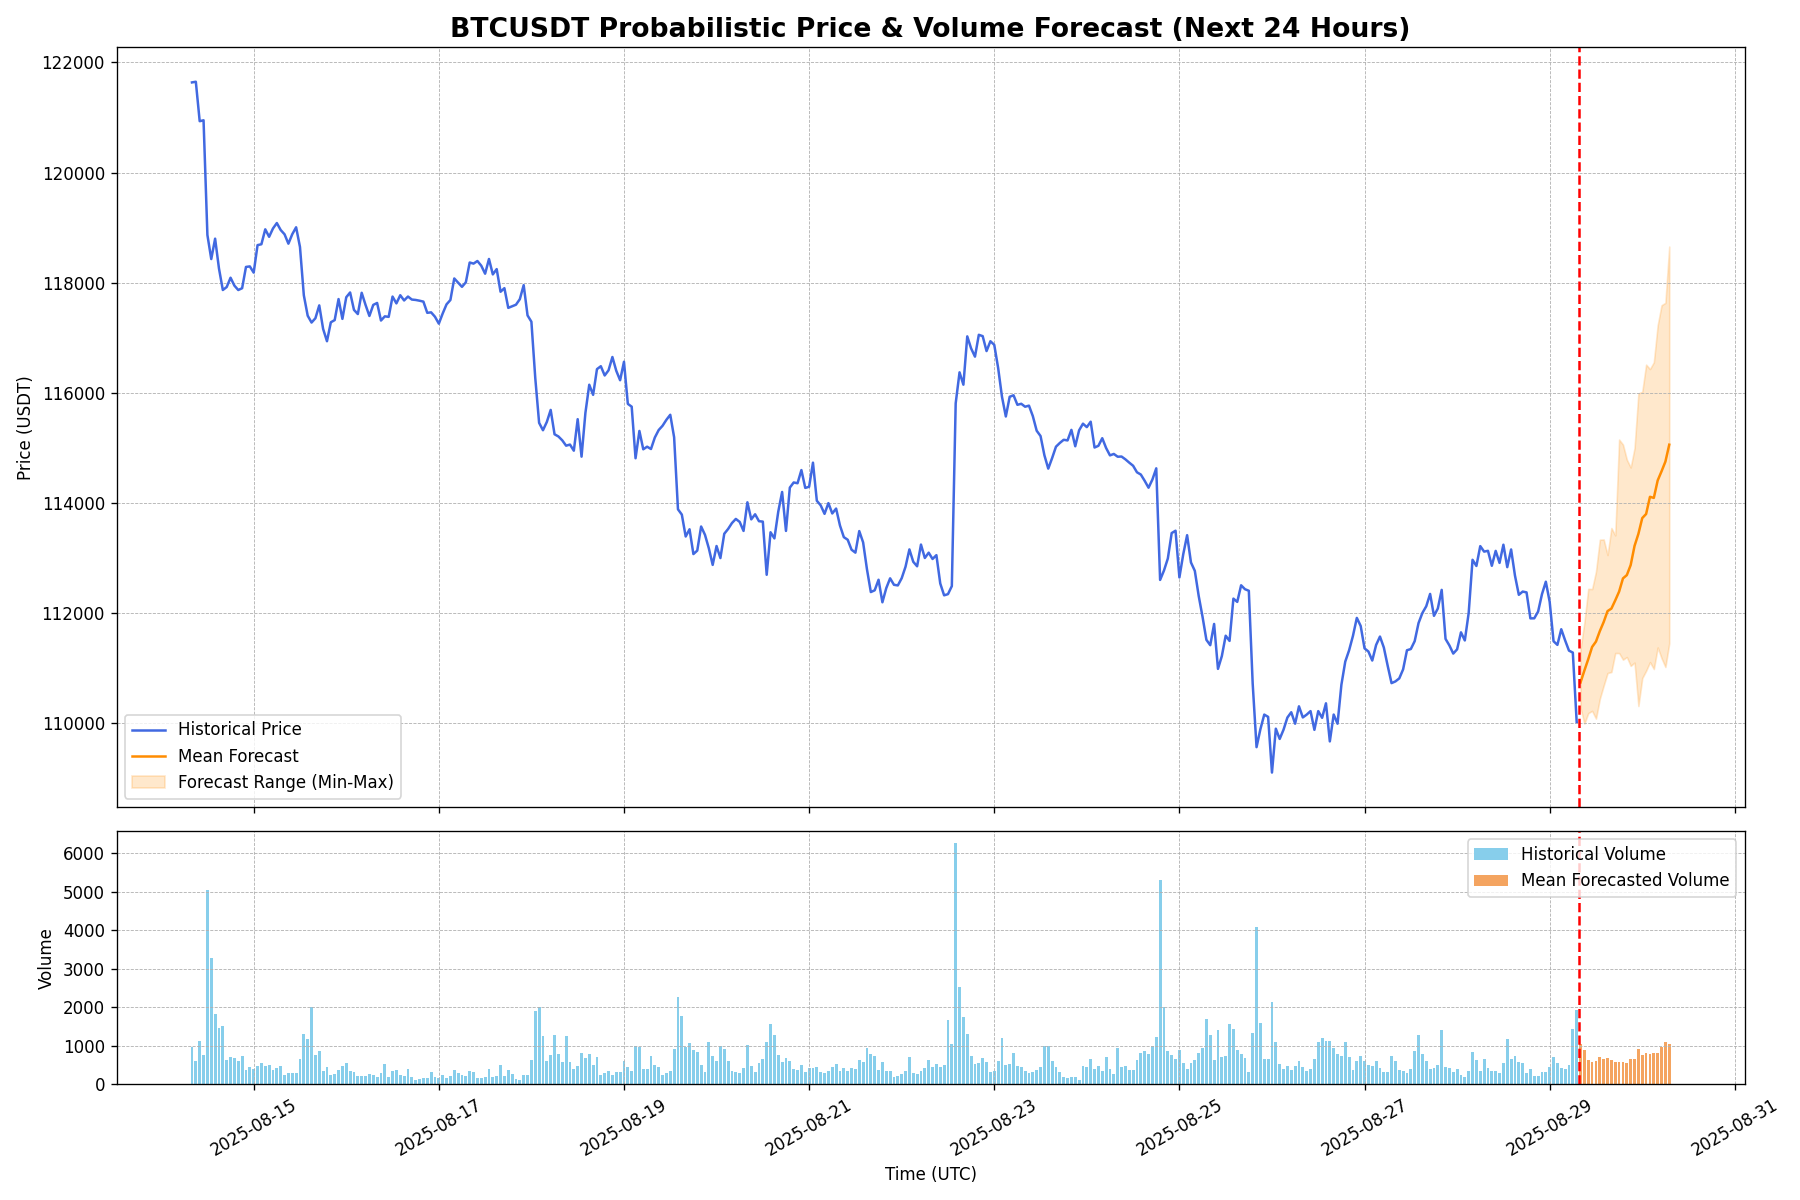 BTCUSDT Probabilistic Price & Volume Forecast (Next 24 Hours)
122000
120000
118000
116000
114000
112000
110000
Price (USDT)
Historical Price
Mean Forecast
Forecast Range (Min-Max)
6000
5000
4000
3000
2000
1000
0
Volume
Historical Volume
Mean Forecasted Volume
2025-08-15
2025-08-17
2025-08-19
2025-08-21
2025-08-23
2025-08-25
2025-08-27
2025-08-29
2025-08-31
Time (UTC)